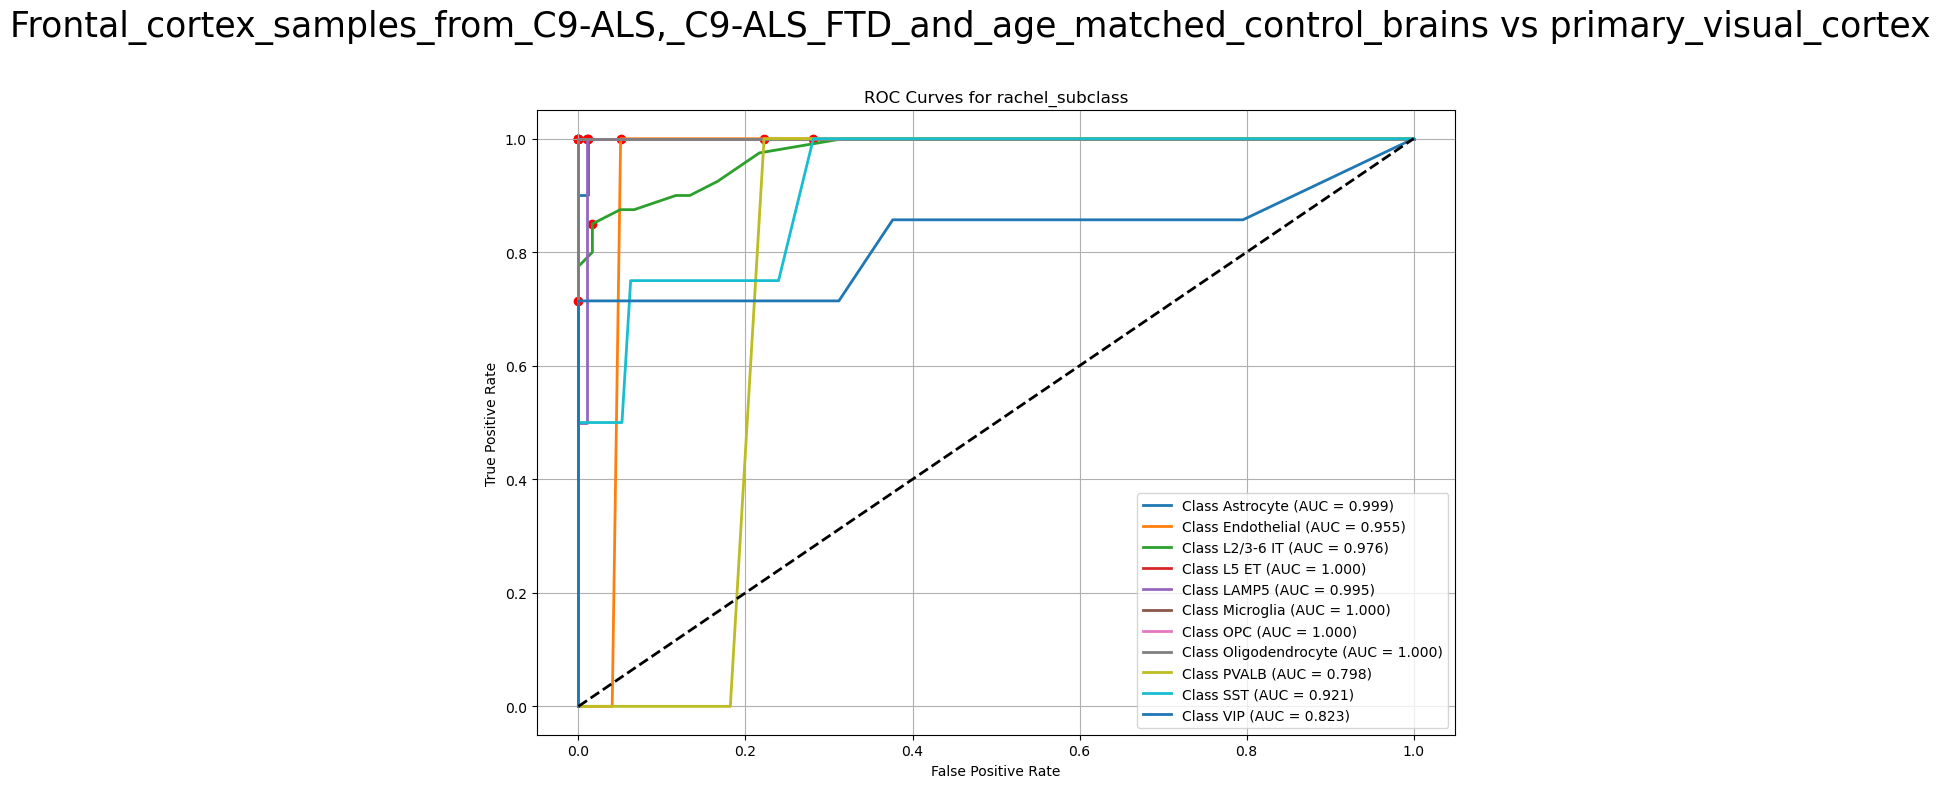 Frontal_cortex_samples_from_C9-ALS,_C9-ALS_FTD_and_age_matched_control_brains vs primary_visual_cortex
ROC Curves for rachel_subclass
1.0
0.8
0.6
0.4
0.2
0.0
True Positive Rate
Class Astrocyte (AUC = 0.999)
Class Endothelial (AUC = 0.955)
Class L2/3-6 IT (AUC = 0.976)
Class L5 ET (AUC = 1.000)
Class LAMP5 (AUC = 0.995)
Class Microglia (AUC = 1.000)
Class OPC (AUC = 1.000)
Class Oligodendrocyte (AUC = 1.000)
Class PVALB (AUC = 0.798)
Class SST (AUC = 0.921)
Class VIP (AUC = 0.823)
0.0 0.2 0.4 0.6 0.8 1.0
False Positive Rate